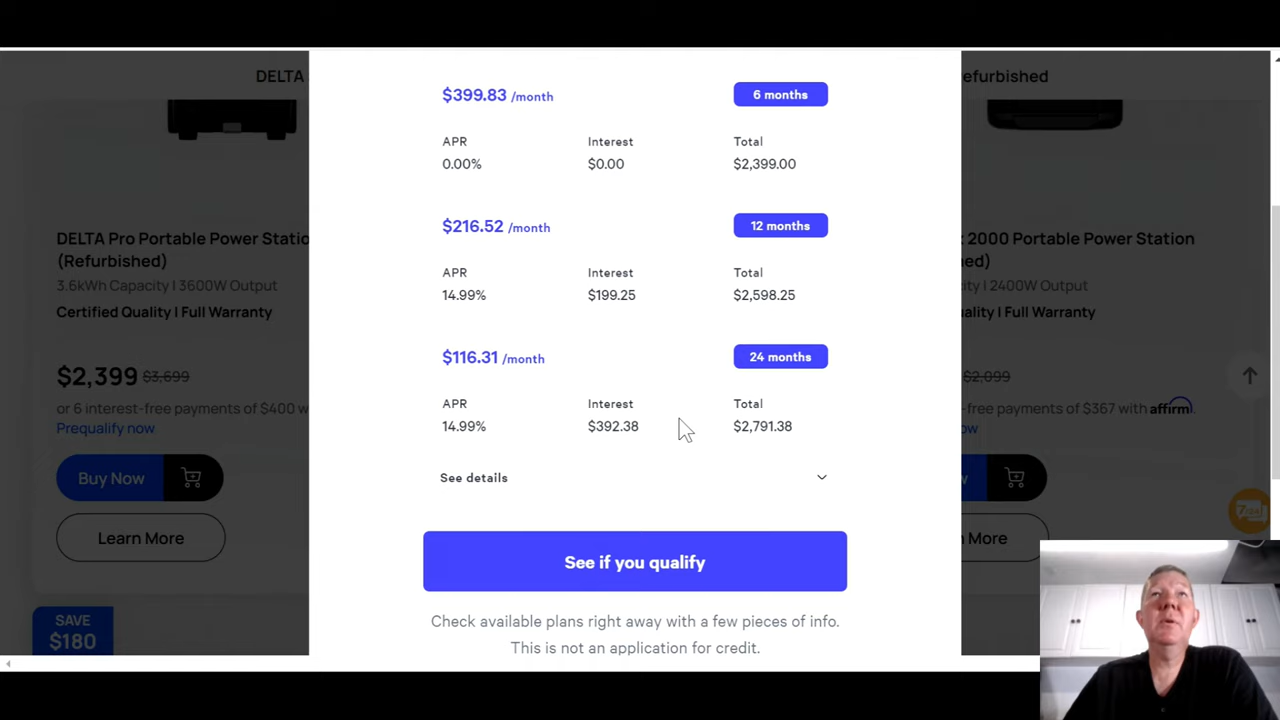 DELTA
efurbished
$399.83 /month
6 months
APR
Interest
Total
0.00%
$0.00
$2,399.00
$216.52 /month
12 months
APR
Interest
Total
14.99%
$199.25
$2,598.25
$116.31 /month
24 months
APR
Interest
Total
14.99%
$392.38
$2,791.38
See details
See if you qualify
Check available plans right away with a few pieces of info.
This is not an application for credit.
DELTA Pro Portable Power Statio
(Refurbished)
3.6kWh Capacity | 3600W Output
Certified Quality | Full Warranty
$2,399 $3,699
or 6 interest-free payments of $400 w
Prequalify now
Buy Now
Learn More
SAVE
$180
2000 Portable Power Station
ed)
city | 2400W Output
ality | Full Warranty
$2,099
-free payments of $367 with affirm.
ow
w
n More